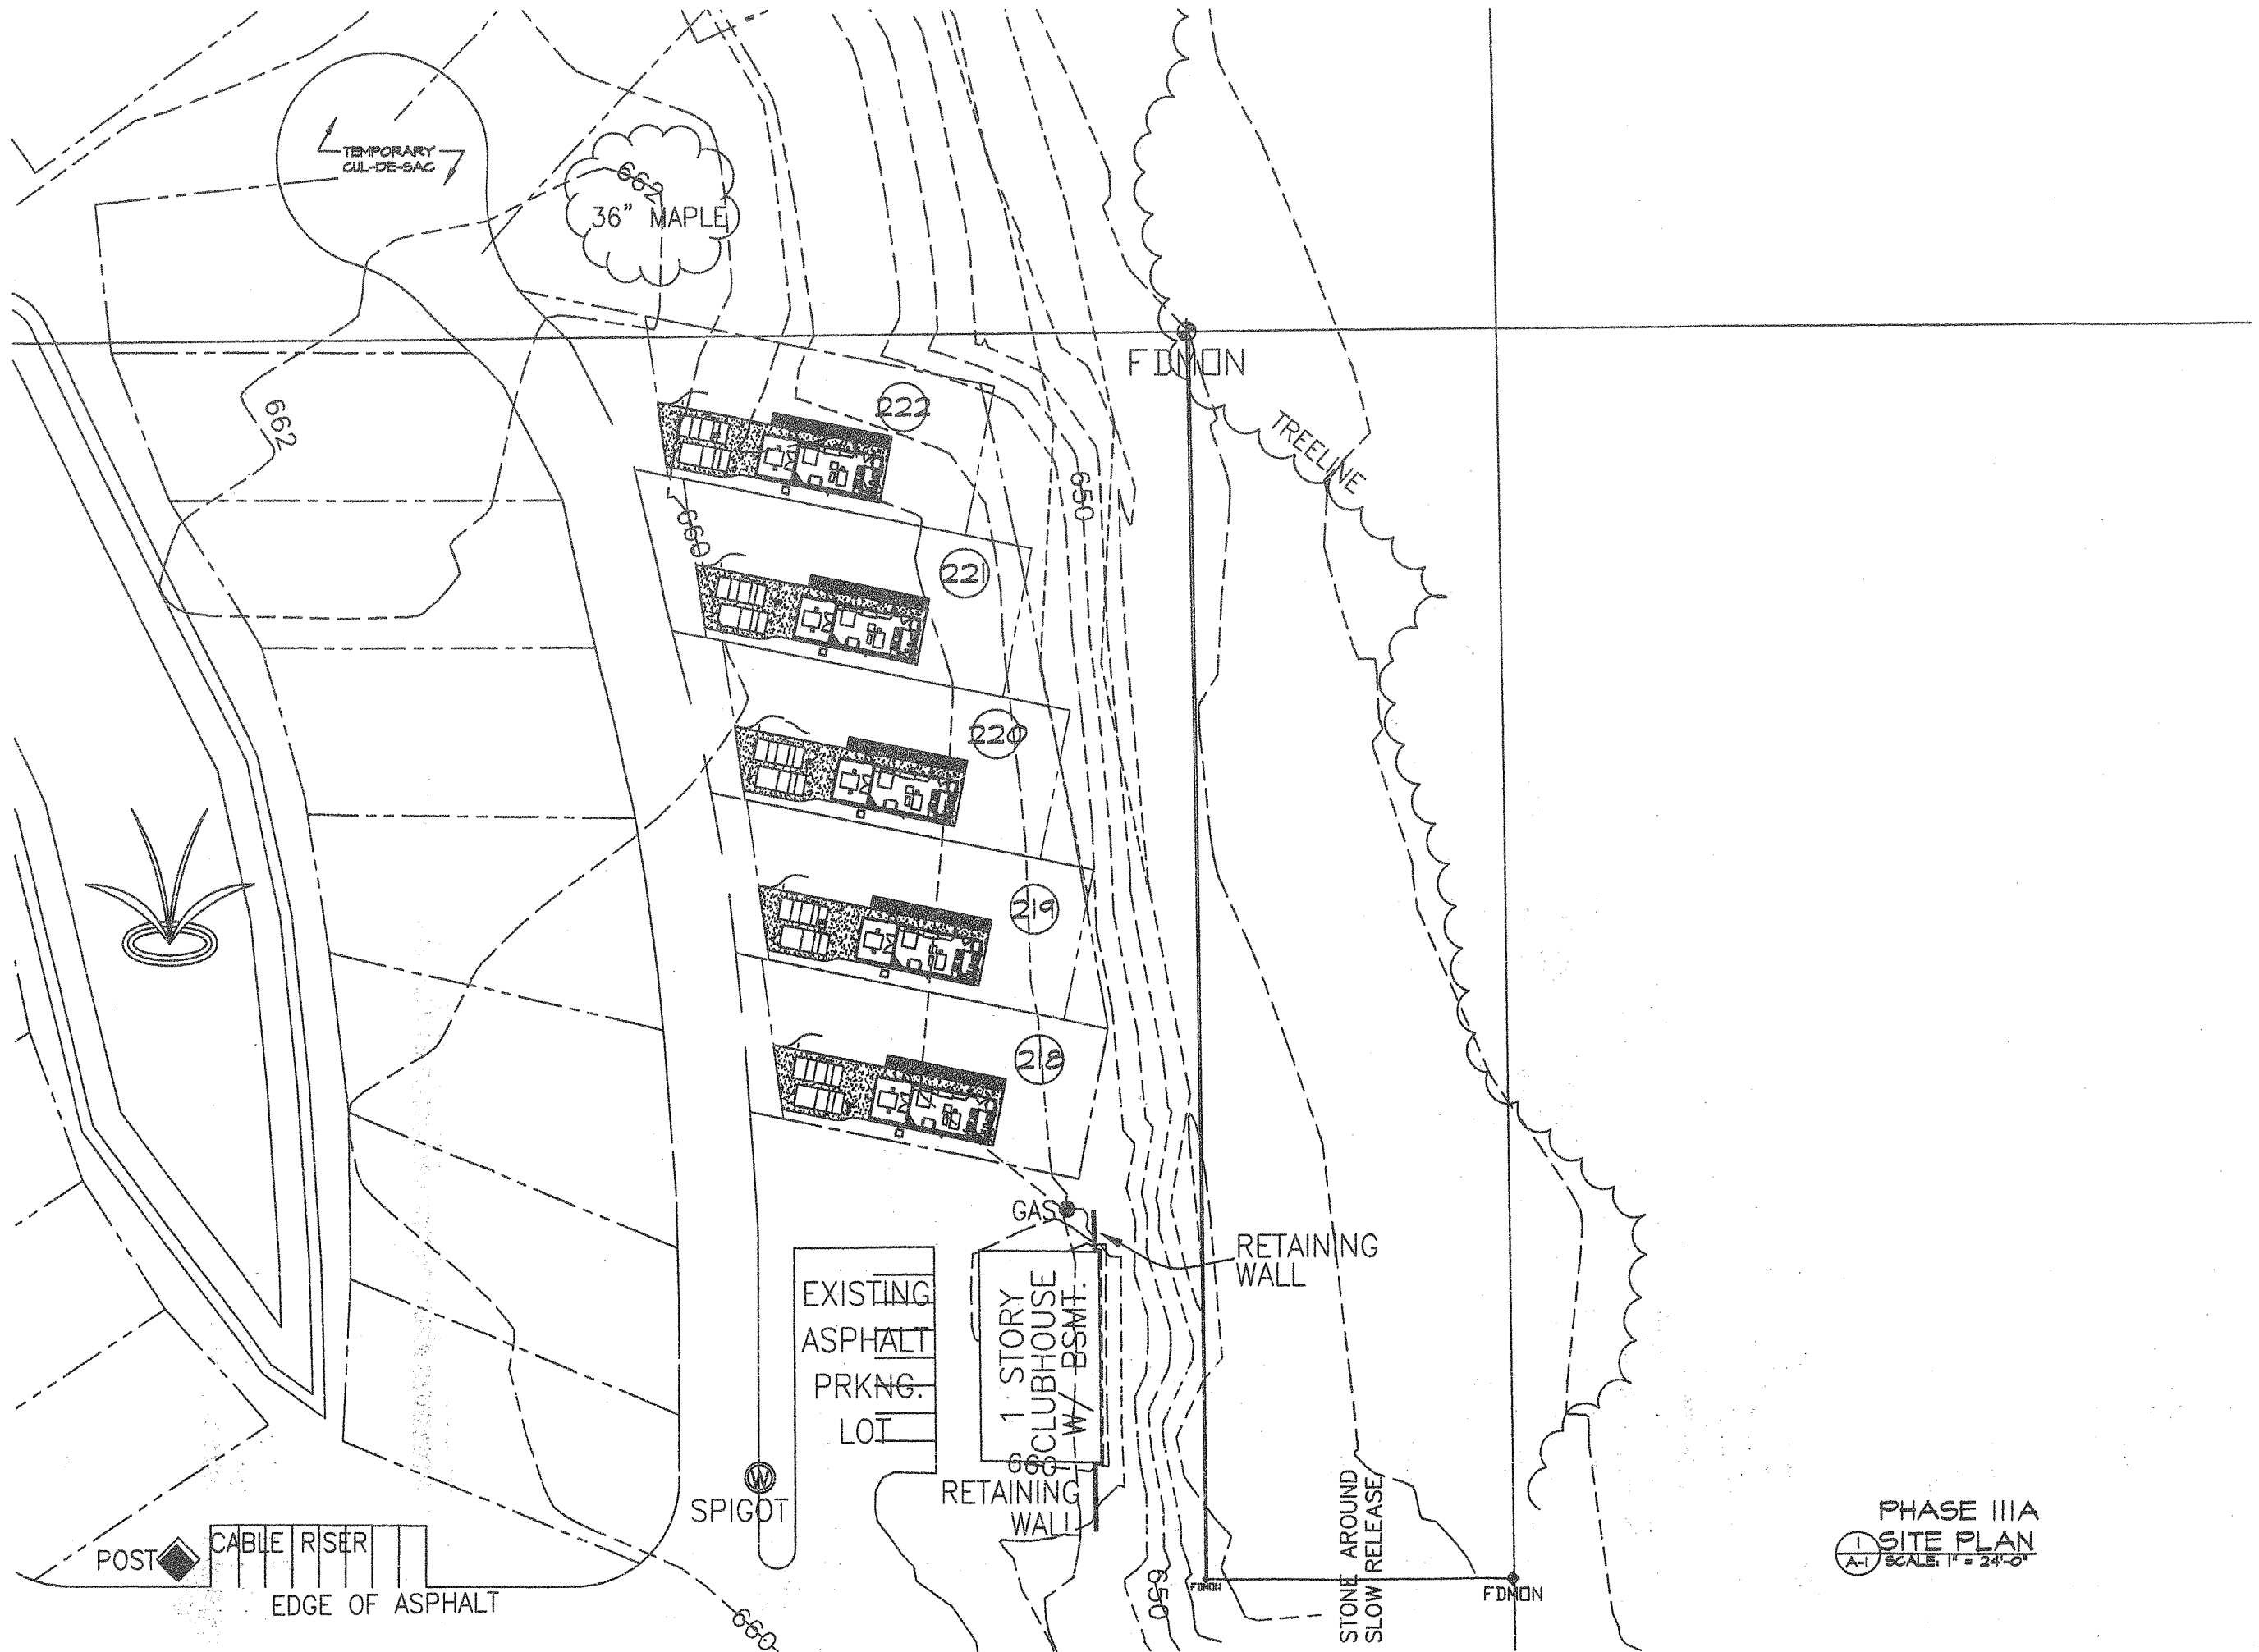 TEMPORARY
CUL-DE-SAC
662
36" MAPLE
FDMON
222
662
TREELINE
650
660
221
220
219
218
GAS
RETAINING
WALL
EXISTING
ASPHALT
PRKNG.
LOT
1 STORY
CLUBHOUSE
W/ BSMT.
660
RETAINING
WALL
W
SPIGOT
POST
CABLE RISER
EDGE OF ASPHALT
660
650
FDMON
STONE AROUND
SLOW RELEASE
FDMON
PHASE IIIA
1
A-1
SITE PLAN
SCALE: 1" = 24'-0"